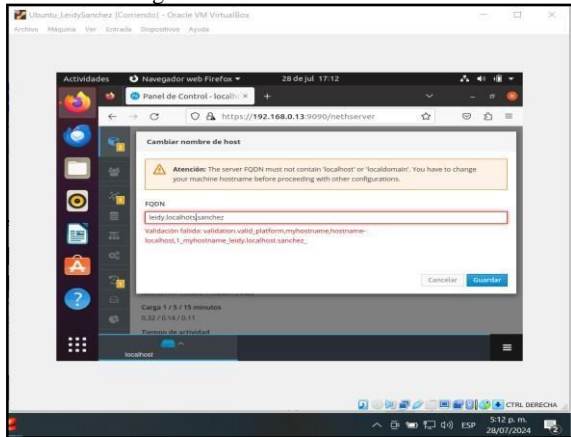 Ubuntu_LeidySanchez [Corriendo] - Oracle VM VirtualBox
Archivo Máquina Ver Entrada Dispositivos Ayuda
Actividades Navegador web Firefox 28 de jul 17:12
Panel de Control - localh
https://192.168.0.13:9090/nethserver
Cambiar nombre de host
Atención: The server FQDN must not contain 'localhost' or 'localdomain'. You have to change
your machine hostname before proceeding with other configurations.
FQDN
leidy.localhots.sanchez
Validación fallida: validation.valid_platform,myhostname,hostname-
localhost,1_myhostname_leidy.localhost.sanchez_
Cancelar Guardar
Carga 1 / 5 / 15 minutos
0.32 / 0.14 / 0.11
Tiempo de actividad
localhost
CTRL DERECHA
ESP 5:12 p. m.
28/07/2024 2